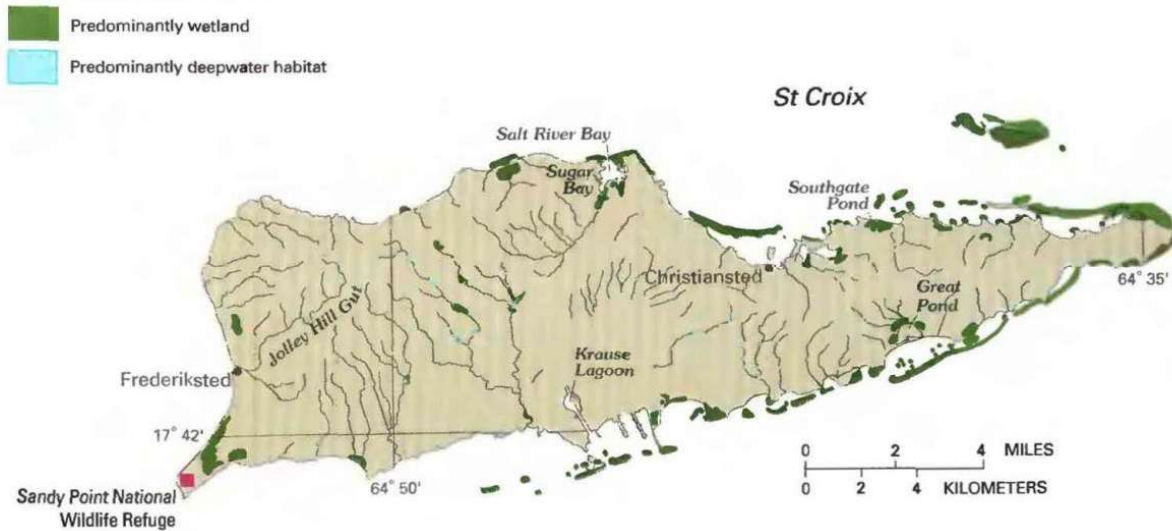 Predominantly wetland
Predominantly deepwater habitat
St Croix
Salt River Bay
Sugar
Bay
Southgate
Pond
Christiansted
64° 35'
Great
Pond
Jolley Hill Gut
Krause
Lagoon
Frederiksted
17° 42'
64° 50'
0 2 4 MILES
0 2 4 KILOMETERS
Sandy Point National
Wildlife Refuge